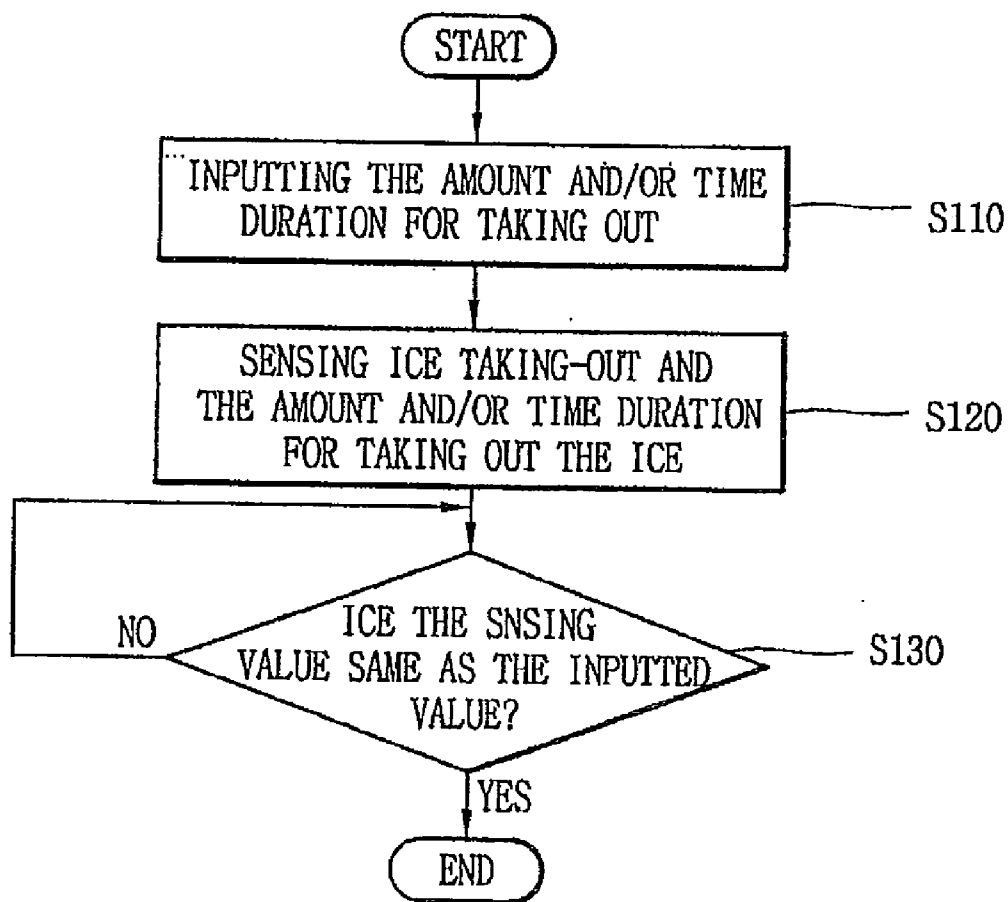 START
INPUTTING THE AMOUNT AND/OR TIME
DURATION FOR TAKING OUT
S110
SENSING ICE TAKING-OUT AND
THE AMOUNT AND/OR TIME DURATION
FOR TAKING OUT THE ICE
S120
ICE THE SNSING
VALUE SAME AS THE INPUTTED
VALUE?
S130
NO
YES
END